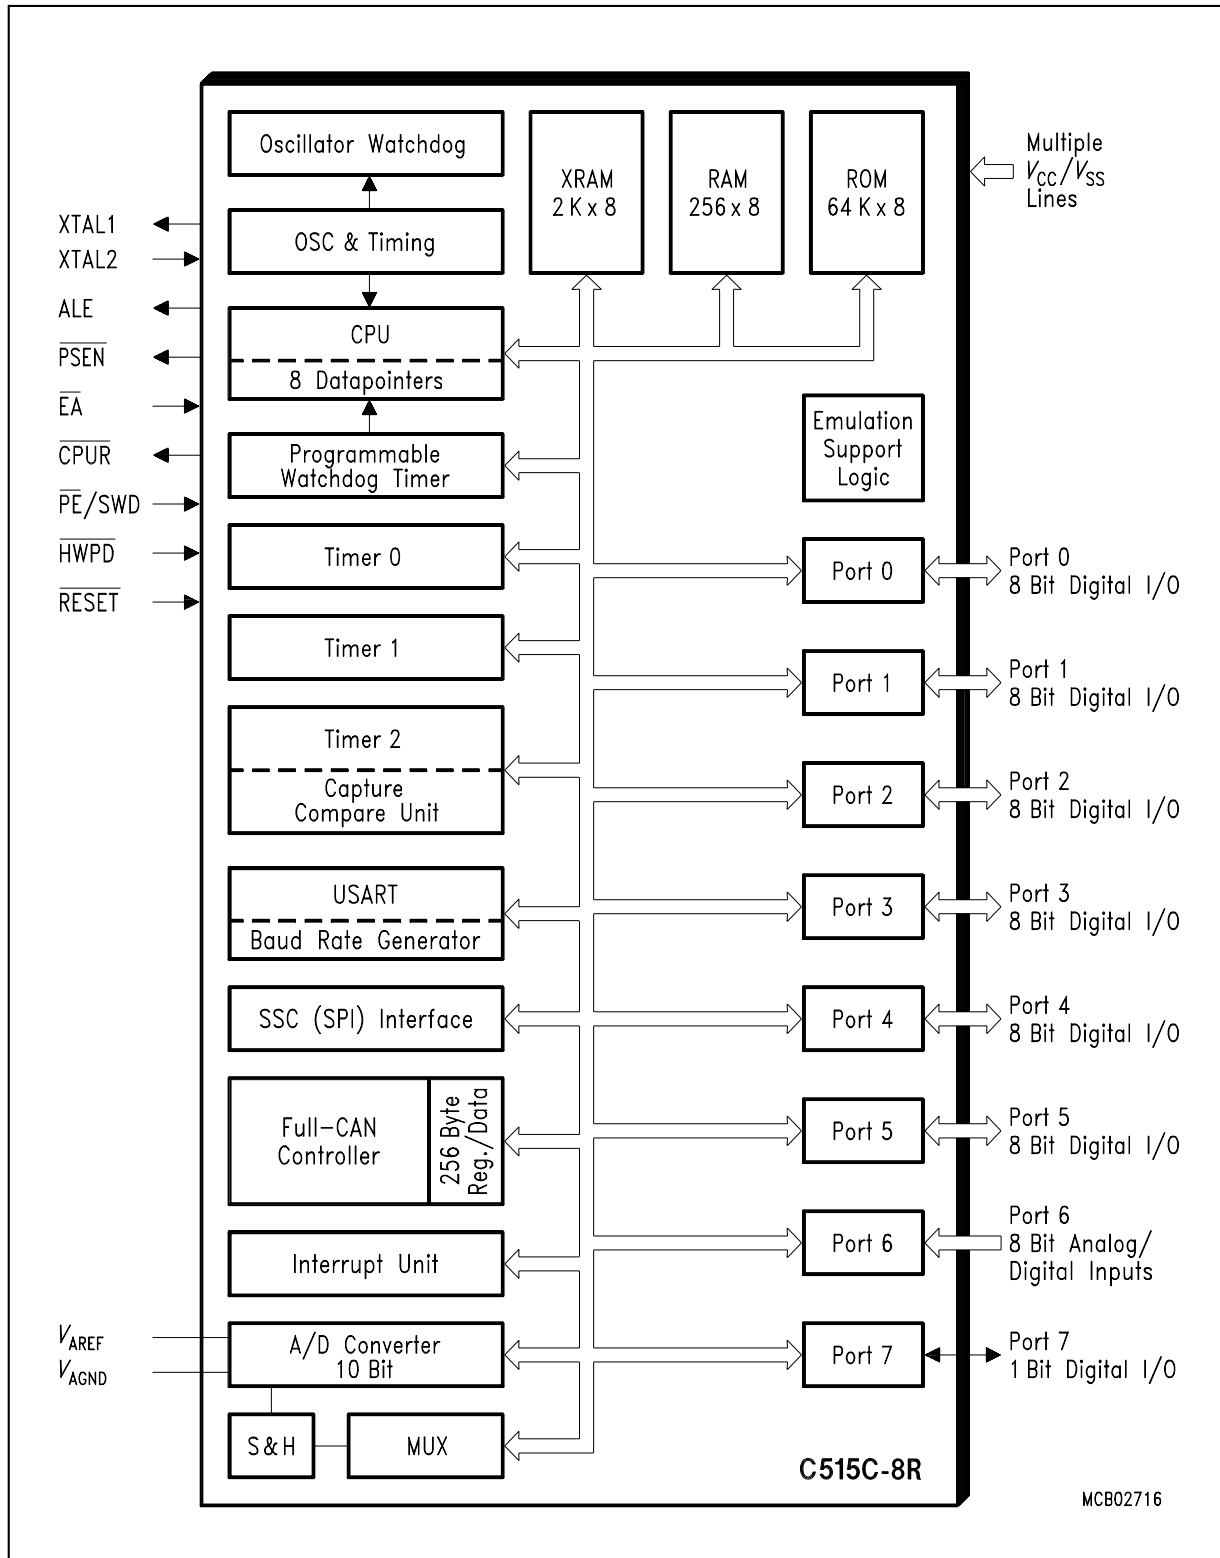 Oscillator Watchdog
XRAM
2 K x 8
RAM
256 x 8
ROM
64 K x 8
Multiple
VCC/VSS
Lines
XTAL1
XTAL2
OSC & Timing
ALE
PSEN
CPU
8 Datapointers
EA
CPUR
Programmable
Watchdog Timer
Emulation
Support
Logic
PE/SWD
HWPD
RESET
Timer 0
Port 0
Port 0
8 Bit Digital I/O
Timer 1
Port 1
Port 1
8 Bit Digital I/O
Timer 2
Capture
Compare Unit
Port 2
Port 2
8 Bit Digital I/O
USART
Baud Rate Generator
Port 3
Port 3
8 Bit Digital I/O
SSC (SPI) Interface
Port 4
Port 4
8 Bit Digital I/O
Full-CAN
Controller
256 Byte
Reg./Data
Port 5
Port 5
8 Bit Digital I/O
Interrupt Unit
Port 6
Port 6
8 Bit Analog/
Digital Inputs
VAREF
VAGND
A/D Converter
10 Bit
Port 7
Port 7
1 Bit Digital I/O
S&H
MUX
C515C-8R
MCB02716